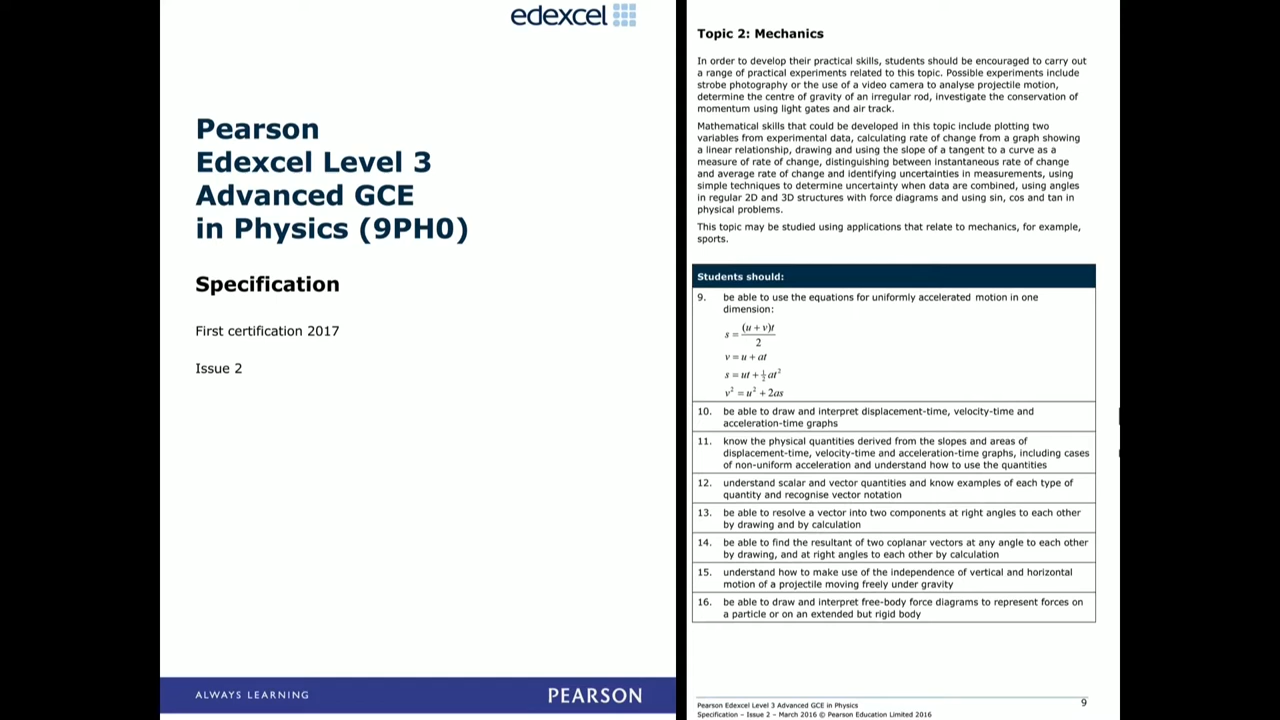 edexcel
Pearson
Edexcel Level 3
Advanced GCE
in Physics (9PH0)
Specification
First certification 2017
Issue 2
ALWAYS LEARNING
PEARSON
Topic 2: Mechanics
In order to develop their practical skills, students should be encouraged to carry out
a range of practical experiments related to this topic. Possible experiments include
strobe photography or the use of a video camera to analyse projectile motion,
determine the centre of gravity of an irregular rod, investigate the conservation of
momentum using light gates and air track.
Mathematical skills that could be developed in this topic include plotting two
variables from experimental data, calculating rate of change from a graph showing
a linear relationship, drawing and using the slope of a tangent to a curve as a
measure of rate of change, distinguishing between instantaneous rate of change
and average rate of change and identifying uncertainties in measurements, using
simple techniques to determine uncertainty when data are combined, using angles
in regular 2D and 3D structures with force diagrams and using sin, cos and tan in
physical problems.
This topic may be studied using applications that relate to mechanics, for example,
sports.
Students should:
9. be able to use the equations for uniformly accelerated motion in one
dimension:
s = (u + v)t / 2
v = u + at
s = ut + ½at²
v² = u² + 2as
10. be able to draw and interpret displacement-time, velocity-time and
acceleration-time graphs
11. know the physical quantities derived from the slopes and areas of
displacement-time, velocity-time and acceleration-time graphs, including cases
of non-uniform acceleration and understand how to use the quantities
12. understand scalar and vector quantities and know examples of each type of
quantity and recognise vector notation
13. be able to resolve a vector into two components at right angles to each other
by drawing and by calculation
14. be able to find the resultant of two coplanar vectors at any angle to each other
by drawing, and at right angles to each other by calculation
15. understand how to make use of the independence of vertical and horizontal
motion of a projectile moving freely under gravity
16. be able to draw and interpret free-body force diagrams to represent forces on
a particle or on an extended but rigid body
Pearson Edexcel Level 3 Advanced GCE in Physics
Specification – Issue 2 – March 2016 © Pearson Education Limited 2016
9